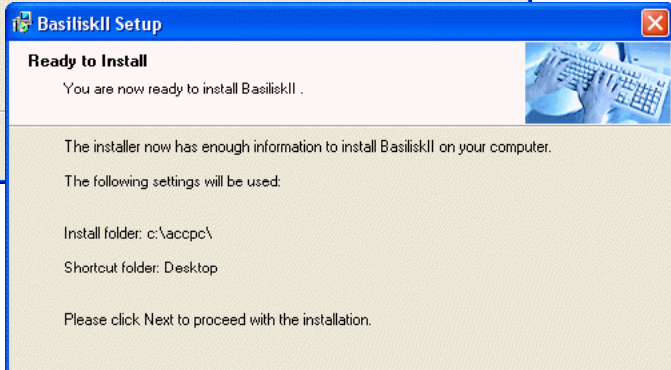 BasiliskII Setup
Ready to Install
You are now ready to install BasiliskII .
The installer now has enough information to install BasiliskII on your computer.
The following settings will be used:
Install folder: c:\accpc\
Shortcut folder: Desktop
Please click Next to proceed with the installation.